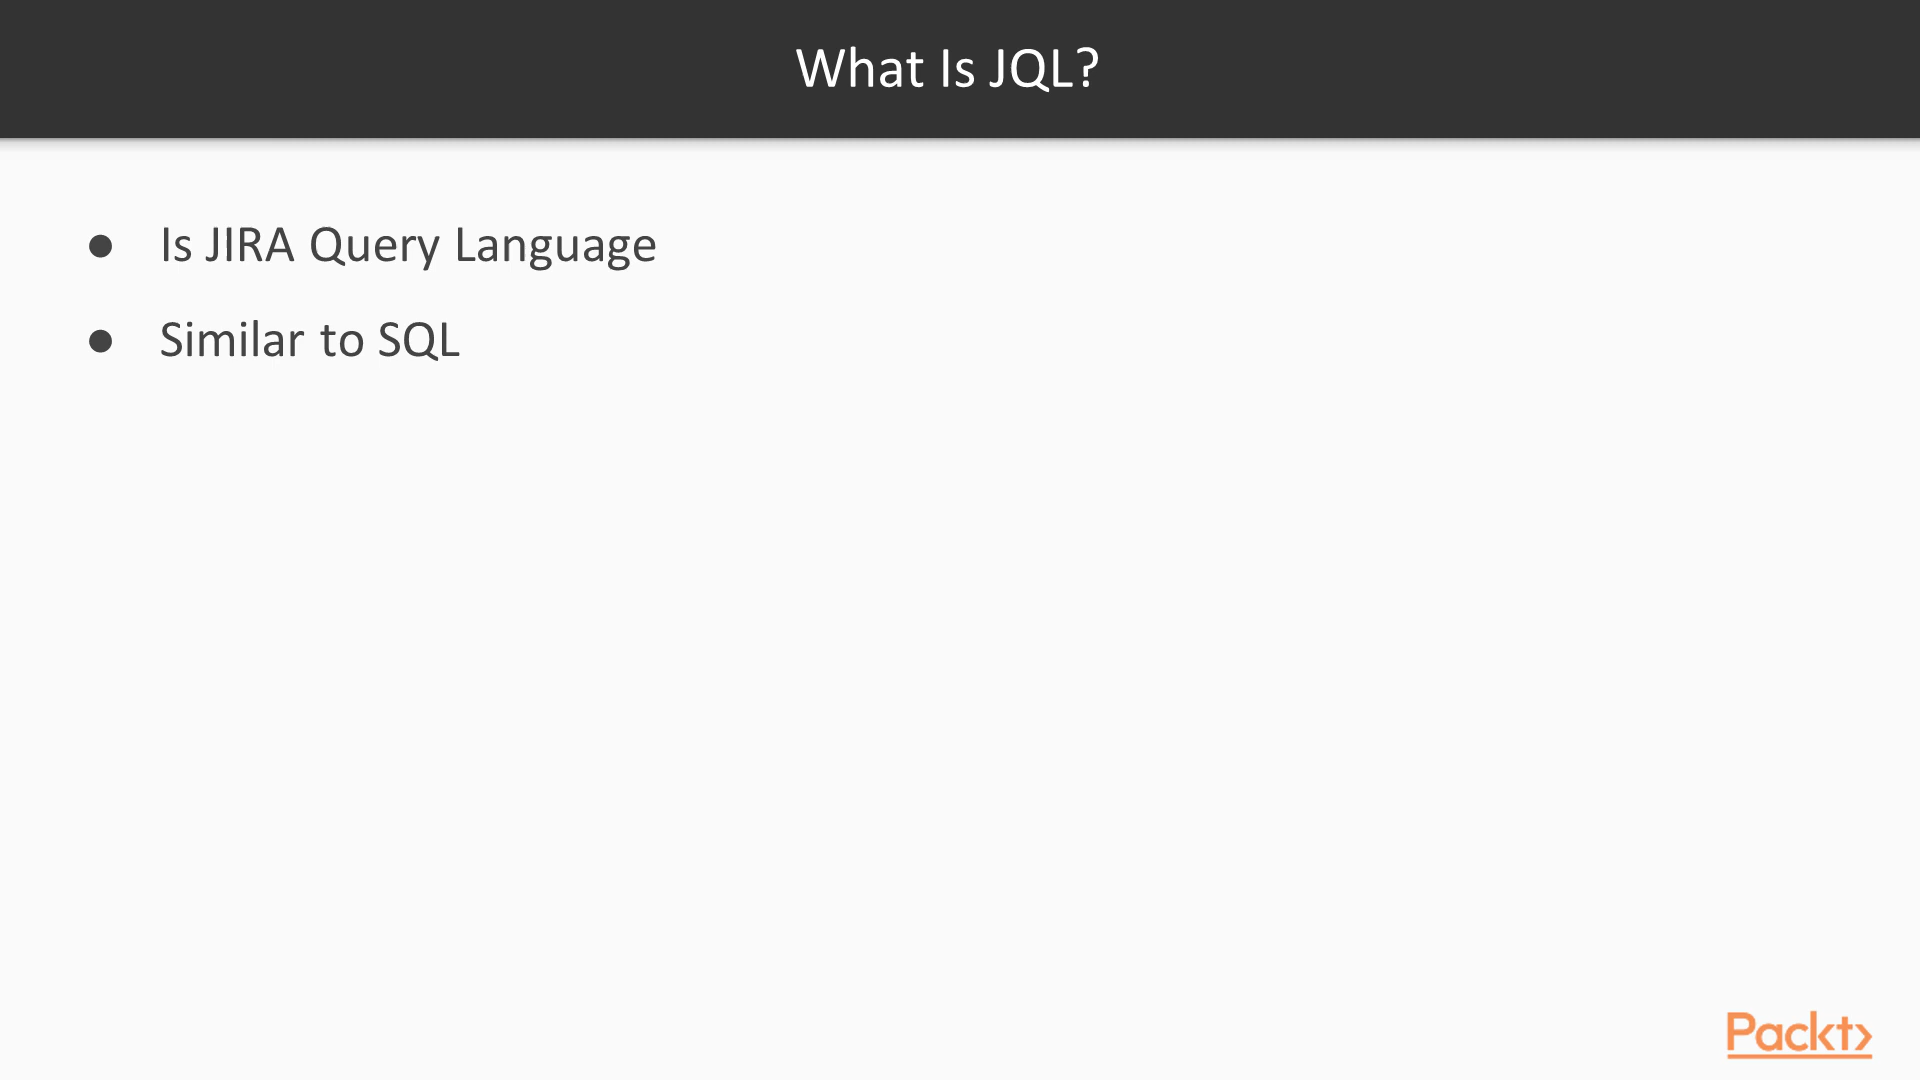 What Is JQL?
● Is JIRA Query Language
● Similar to SQL
Packt>